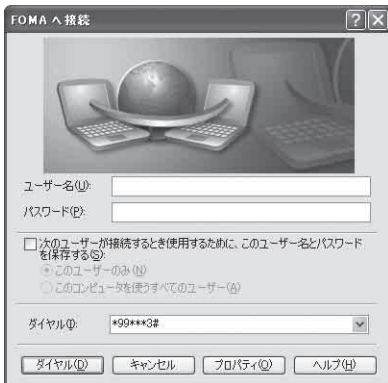 FOMA へ接続
ユーザー名(U):
パスワード(P):
次のユーザーが接続するとき使用するために、このユーザー名とパスワード
を保存する(S):
このユーザーのみ(N)
このコンピュータを使うすべてのユーザー(A)
ダイヤル(I): *99***3#
ダイヤル(D) キャンセル プロパティ(O) ヘルプ(H)